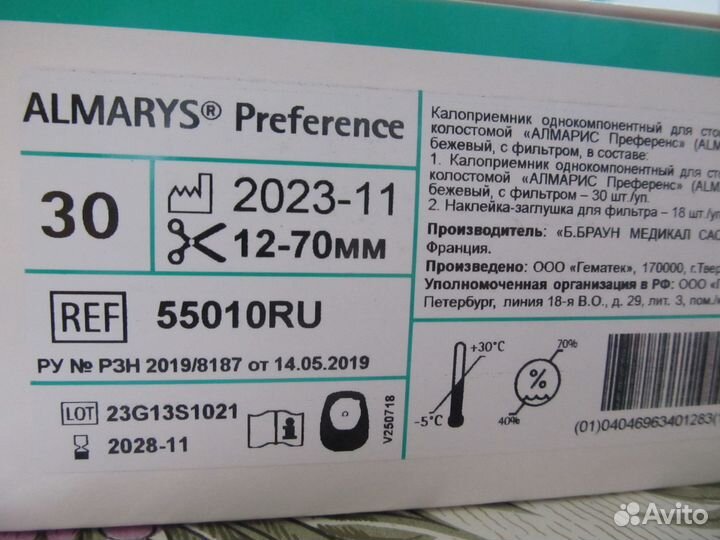 ALMARYS® Preference
30
2023-11
12-70мм
REF 55010RU
РУ № РЗН 2019/8187 от 14.05.2019
LOT 23G13S1021
2028-11
V250718
Калоприемник однокомпонентный для
колостомой «АЛМАРИС Преференс»
бежевый, с фильтром, в составе:
1. Калоприемник однокомпонентный для
колостомой «АЛМАРИС Преференс»
бежевый, с фильтром – 30 шт./уп.
2. Наклейка-заглушка для фильтра – 18 шт./уп
Производитель: «Б.БРАУН МЕДИКАЛ САС
Франция.
Произведено: ООО «Гематек», 170000, г.Твер
Уполномоченная организация в РФ: ООО
Петербург, линия 18-я В.О., д. 29, лит. 3, пом./
+30°C
-5°C
70%
%
40%
(01)04046963401283(
Avito